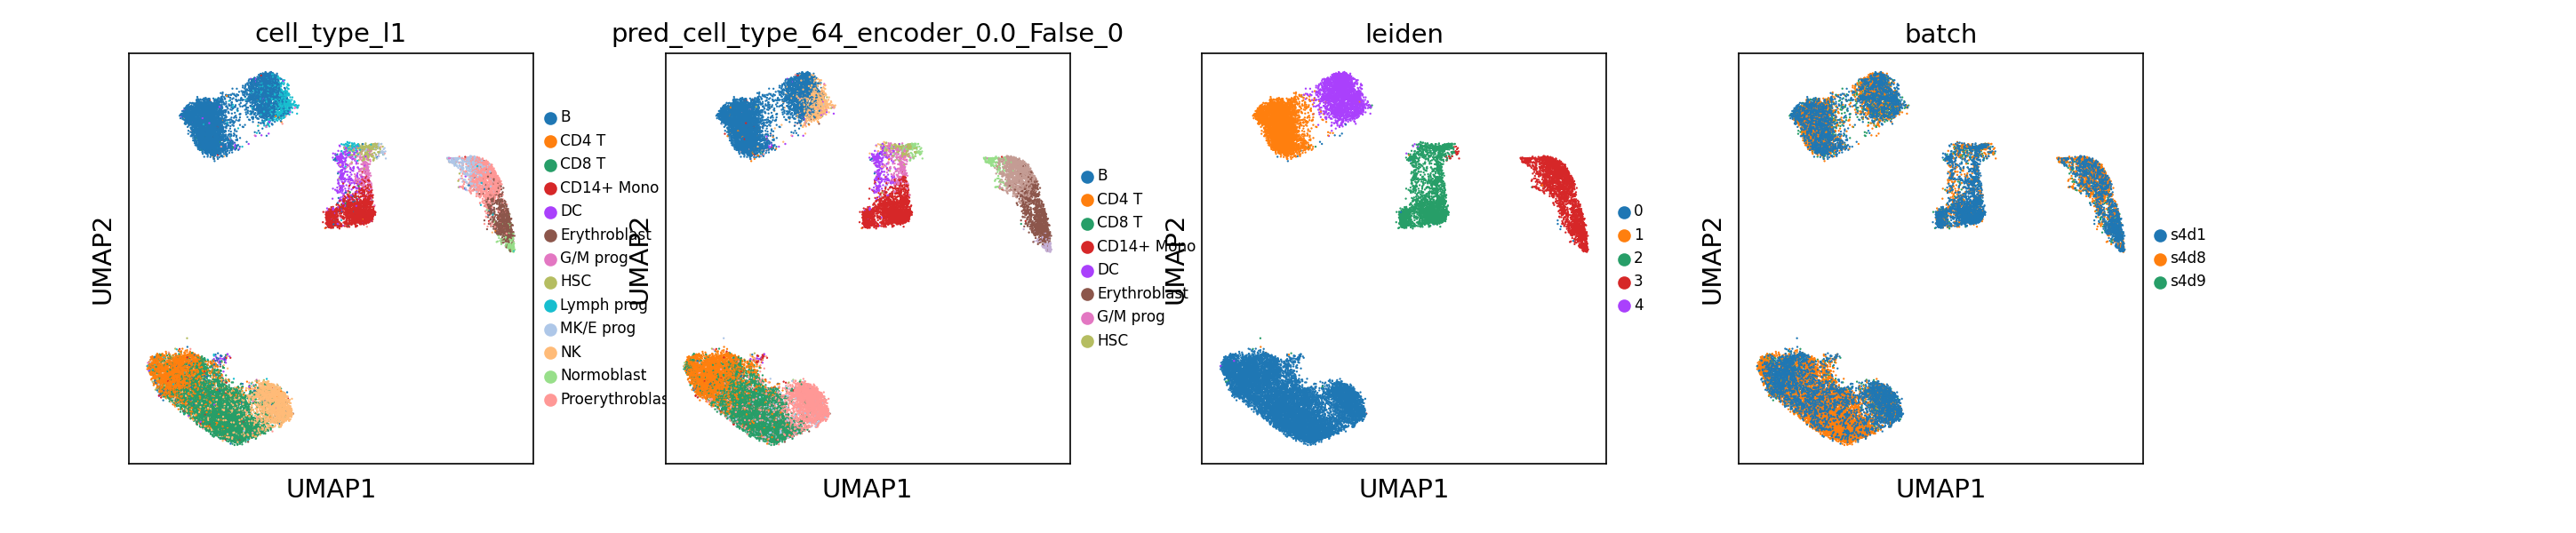 cell_type_l1
B
CD4 T
CD8 T
CD14+ Mono
DC
Erythroblast
G/M prog
HSC
Lymph prog
MK/E prog
NK
Normoblast
Proerythroblas
UMAP2
UMAP1
pred_cell_type_64_encoder_0.0_False_0
B
CD4 T
CD8 T
CD14+ Mono
DC
Erythroblast
G/M prog
HSC
UMAP2
UMAP1
leiden
0
1
2
3
4
UMAP2
UMAP1
batch
s4d1
s4d8
s4d9
UMAP2
UMAP1